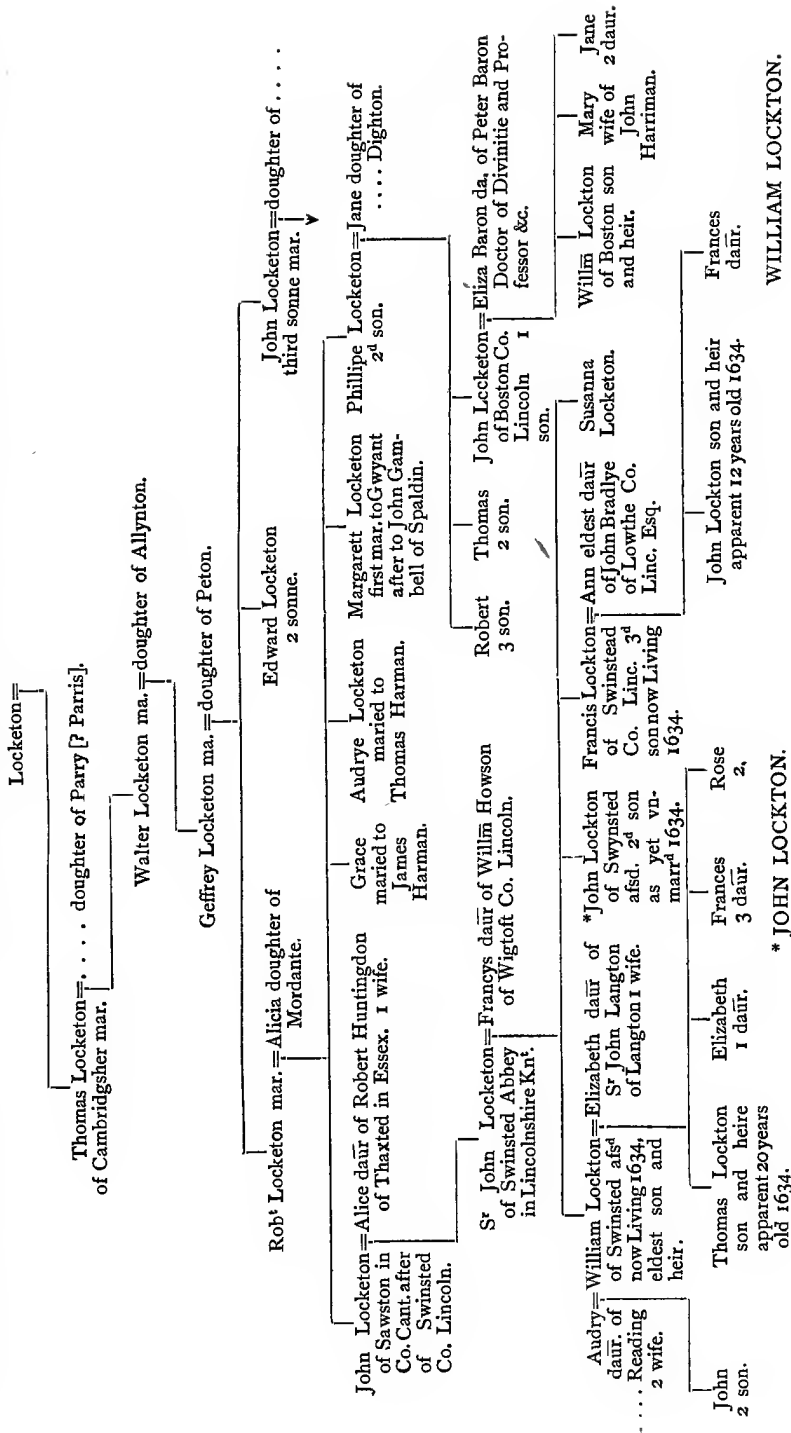 Locketon=
Thomas Locketon=. . . . doughter of Parry [? Parris].
of Cambridgsher mar.
Walter Locketon ma.=doughter of Allynton.
Geffrey Locketon ma.=doughter of Peton.
Robt Locketon mar.=Alicia doughter of
Mordante.
Edward Locketon
2 sonne.
John Locketon=doughter of . . . .
third sonne mar.
John Locketon=Alice daur̄ of Robert Huntingdon
of Sawston in of Thaxted in Essex. 1 wife.
Co. Cant. after
of Swinsted
Co. Lincoln.
Grace
maried to
James
Harman.
Audrye Locketon
maried to
Thomas Harman.
Margarett Locketon
first mar. to Gwyant
after to John Gam-
bell of Spaldin.
Phillipe Locketon=Jane doughter of
2d son. . . . . Dighton.
Sr John Locketon=Francys daur̄ of Willm̄ Howson
of Swinsted Abbey of Wigtoft Co. Lincoln.
in Lincolnshire Knt.
Robert
3 son.
Thomas
2 son.
John Lccketon=Eliza Baron da, of Peter Baron
of Boston Co. Doctor of Divinitie and Pro-
Lincoln 1 fessor &c.
son.
Audry=William Lockton=Elizabeth daur̄ of
daur̄. of of Swinsted afsd Sr John Langton
. . . . Reading now Living 1634, of Langton 1 wife.
2 wife. eldest son and
heir.
*John Lockton
of Swynsted
afsd. 2d son
as yet vn-
marrd 1634.
Francis Lockton=Ann eldest daur̄
of Swinstead of John Bradlye
Co. Linc. 3d of Lowthe Co.
son now Living Linc. Esq.
1634.
Susanna
Locketon.
Willm̄ Lockton
of Boston son
and heir.
Mary
wife of
John
Harriman.
Jane
2 daur.
John
2 son.
Thomas Lockton
son and heire
apparent 20 years
old 1634.
Elizabeth
1 daur̄.
Frances
3 daur.
Rose
2,
John Lockton son and heir
apparent 12 years old 1634.
Frances
dan̄r.
* JOHN LOCKTON.
WILLIAM LOCKTON.